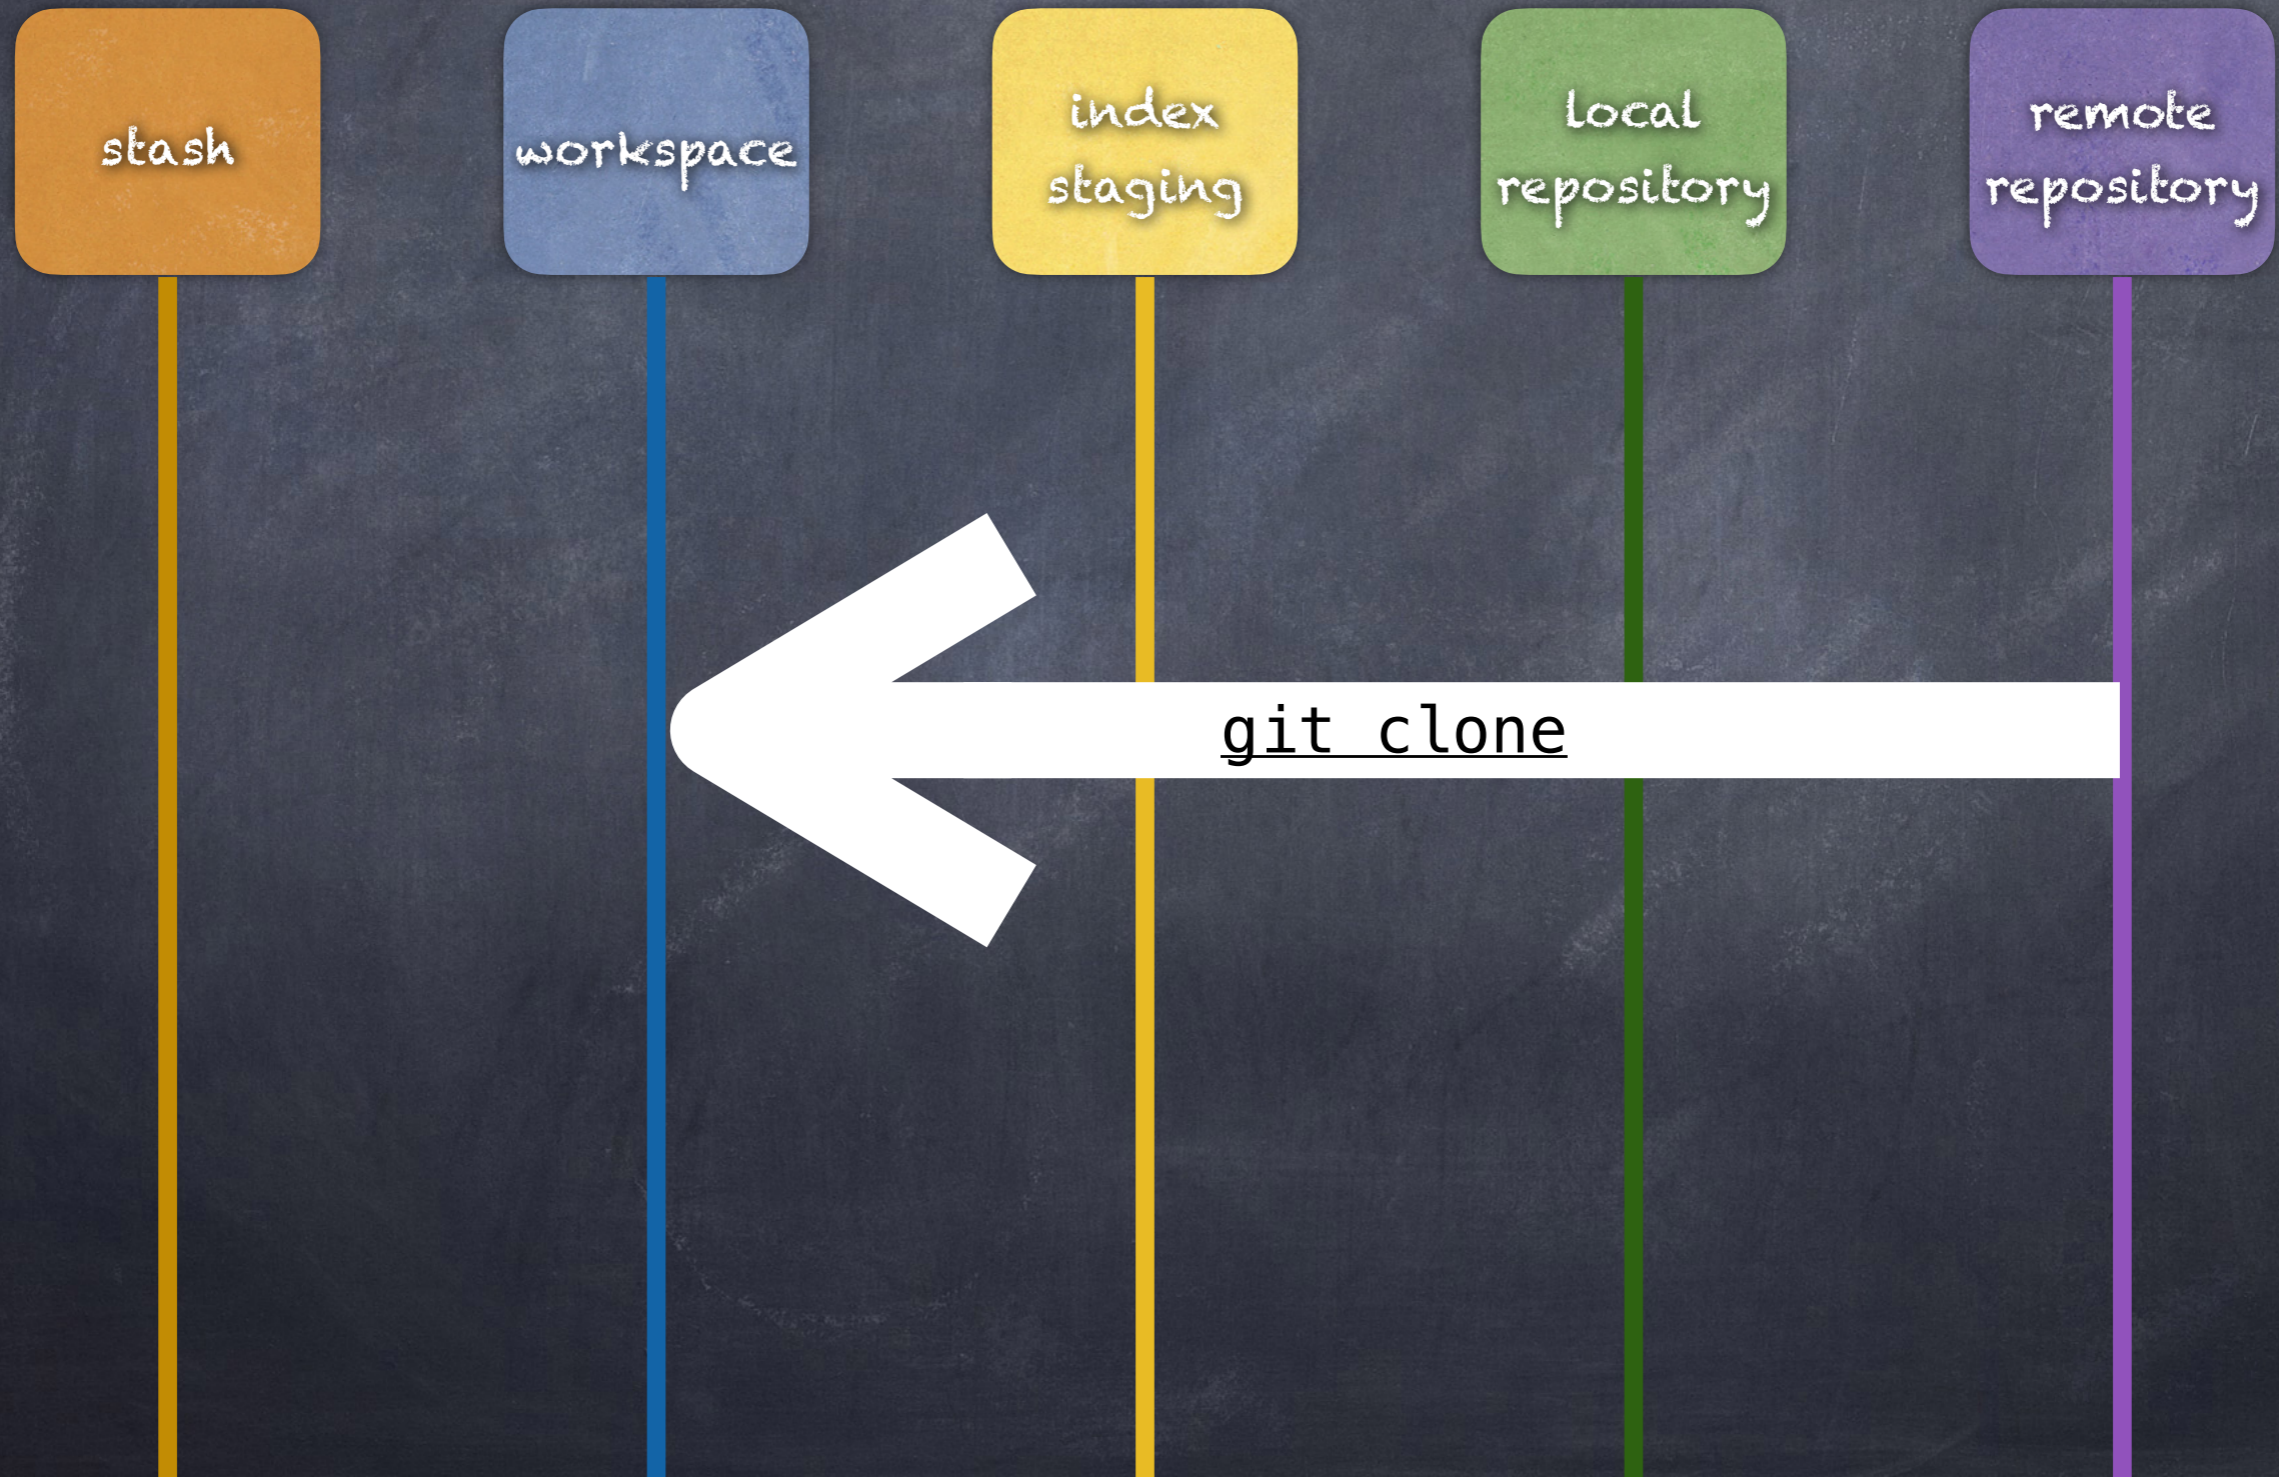 stash
workspace
index
staging
local
repository
remote
repository
git clone